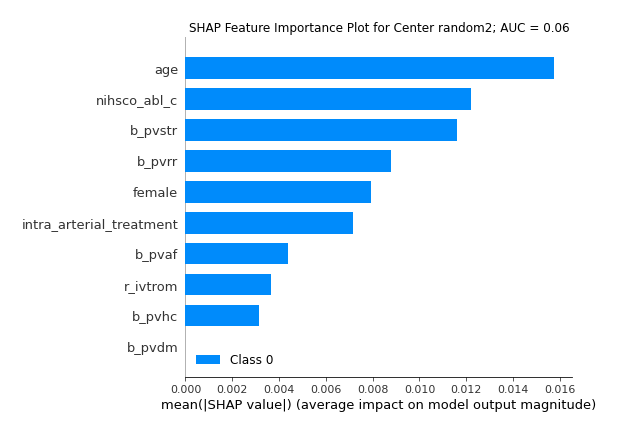 SHAP Feature Importance Plot for Center random2; AUC = 0.06
age
nihsco_abl_c
b_pvstr
b_pvrr
female
intra_arterial_treatment
b_pvaf
r_ivtrom
b_pvhc
b_pvdm
Class 0
0.000 0.002 0.004 0.006 0.008 0.010 0.012 0.014 0.016
mean(|SHAP value|) (average impact on model output magnitude)